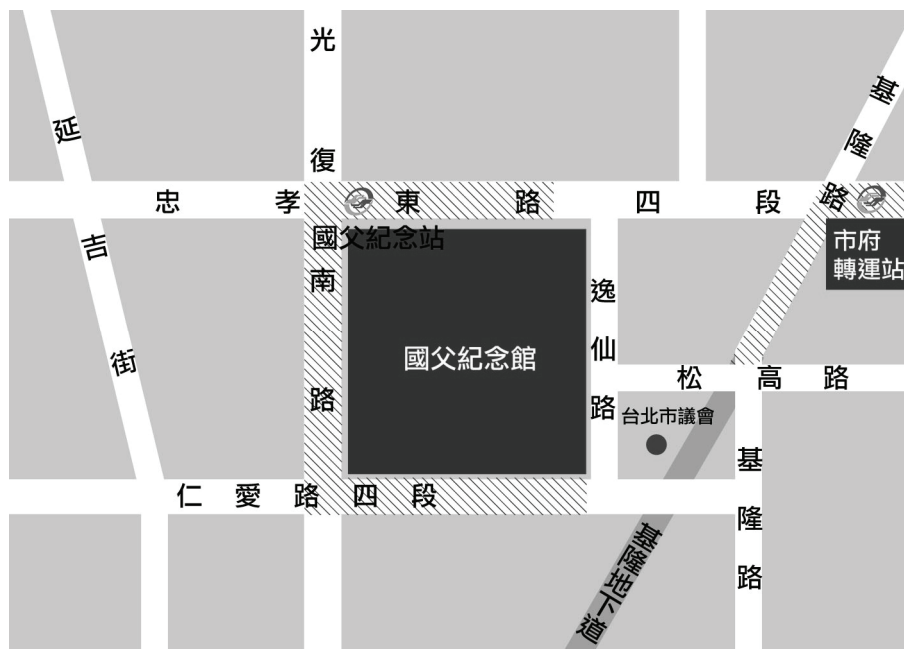 延吉街
光復南路
忠孝東路四段
基隆路
國父紀念站
市府
轉運站
國父紀念館
逸仙路
松高路
台北市議會
仁愛路四段
基隆路
基隆地下道